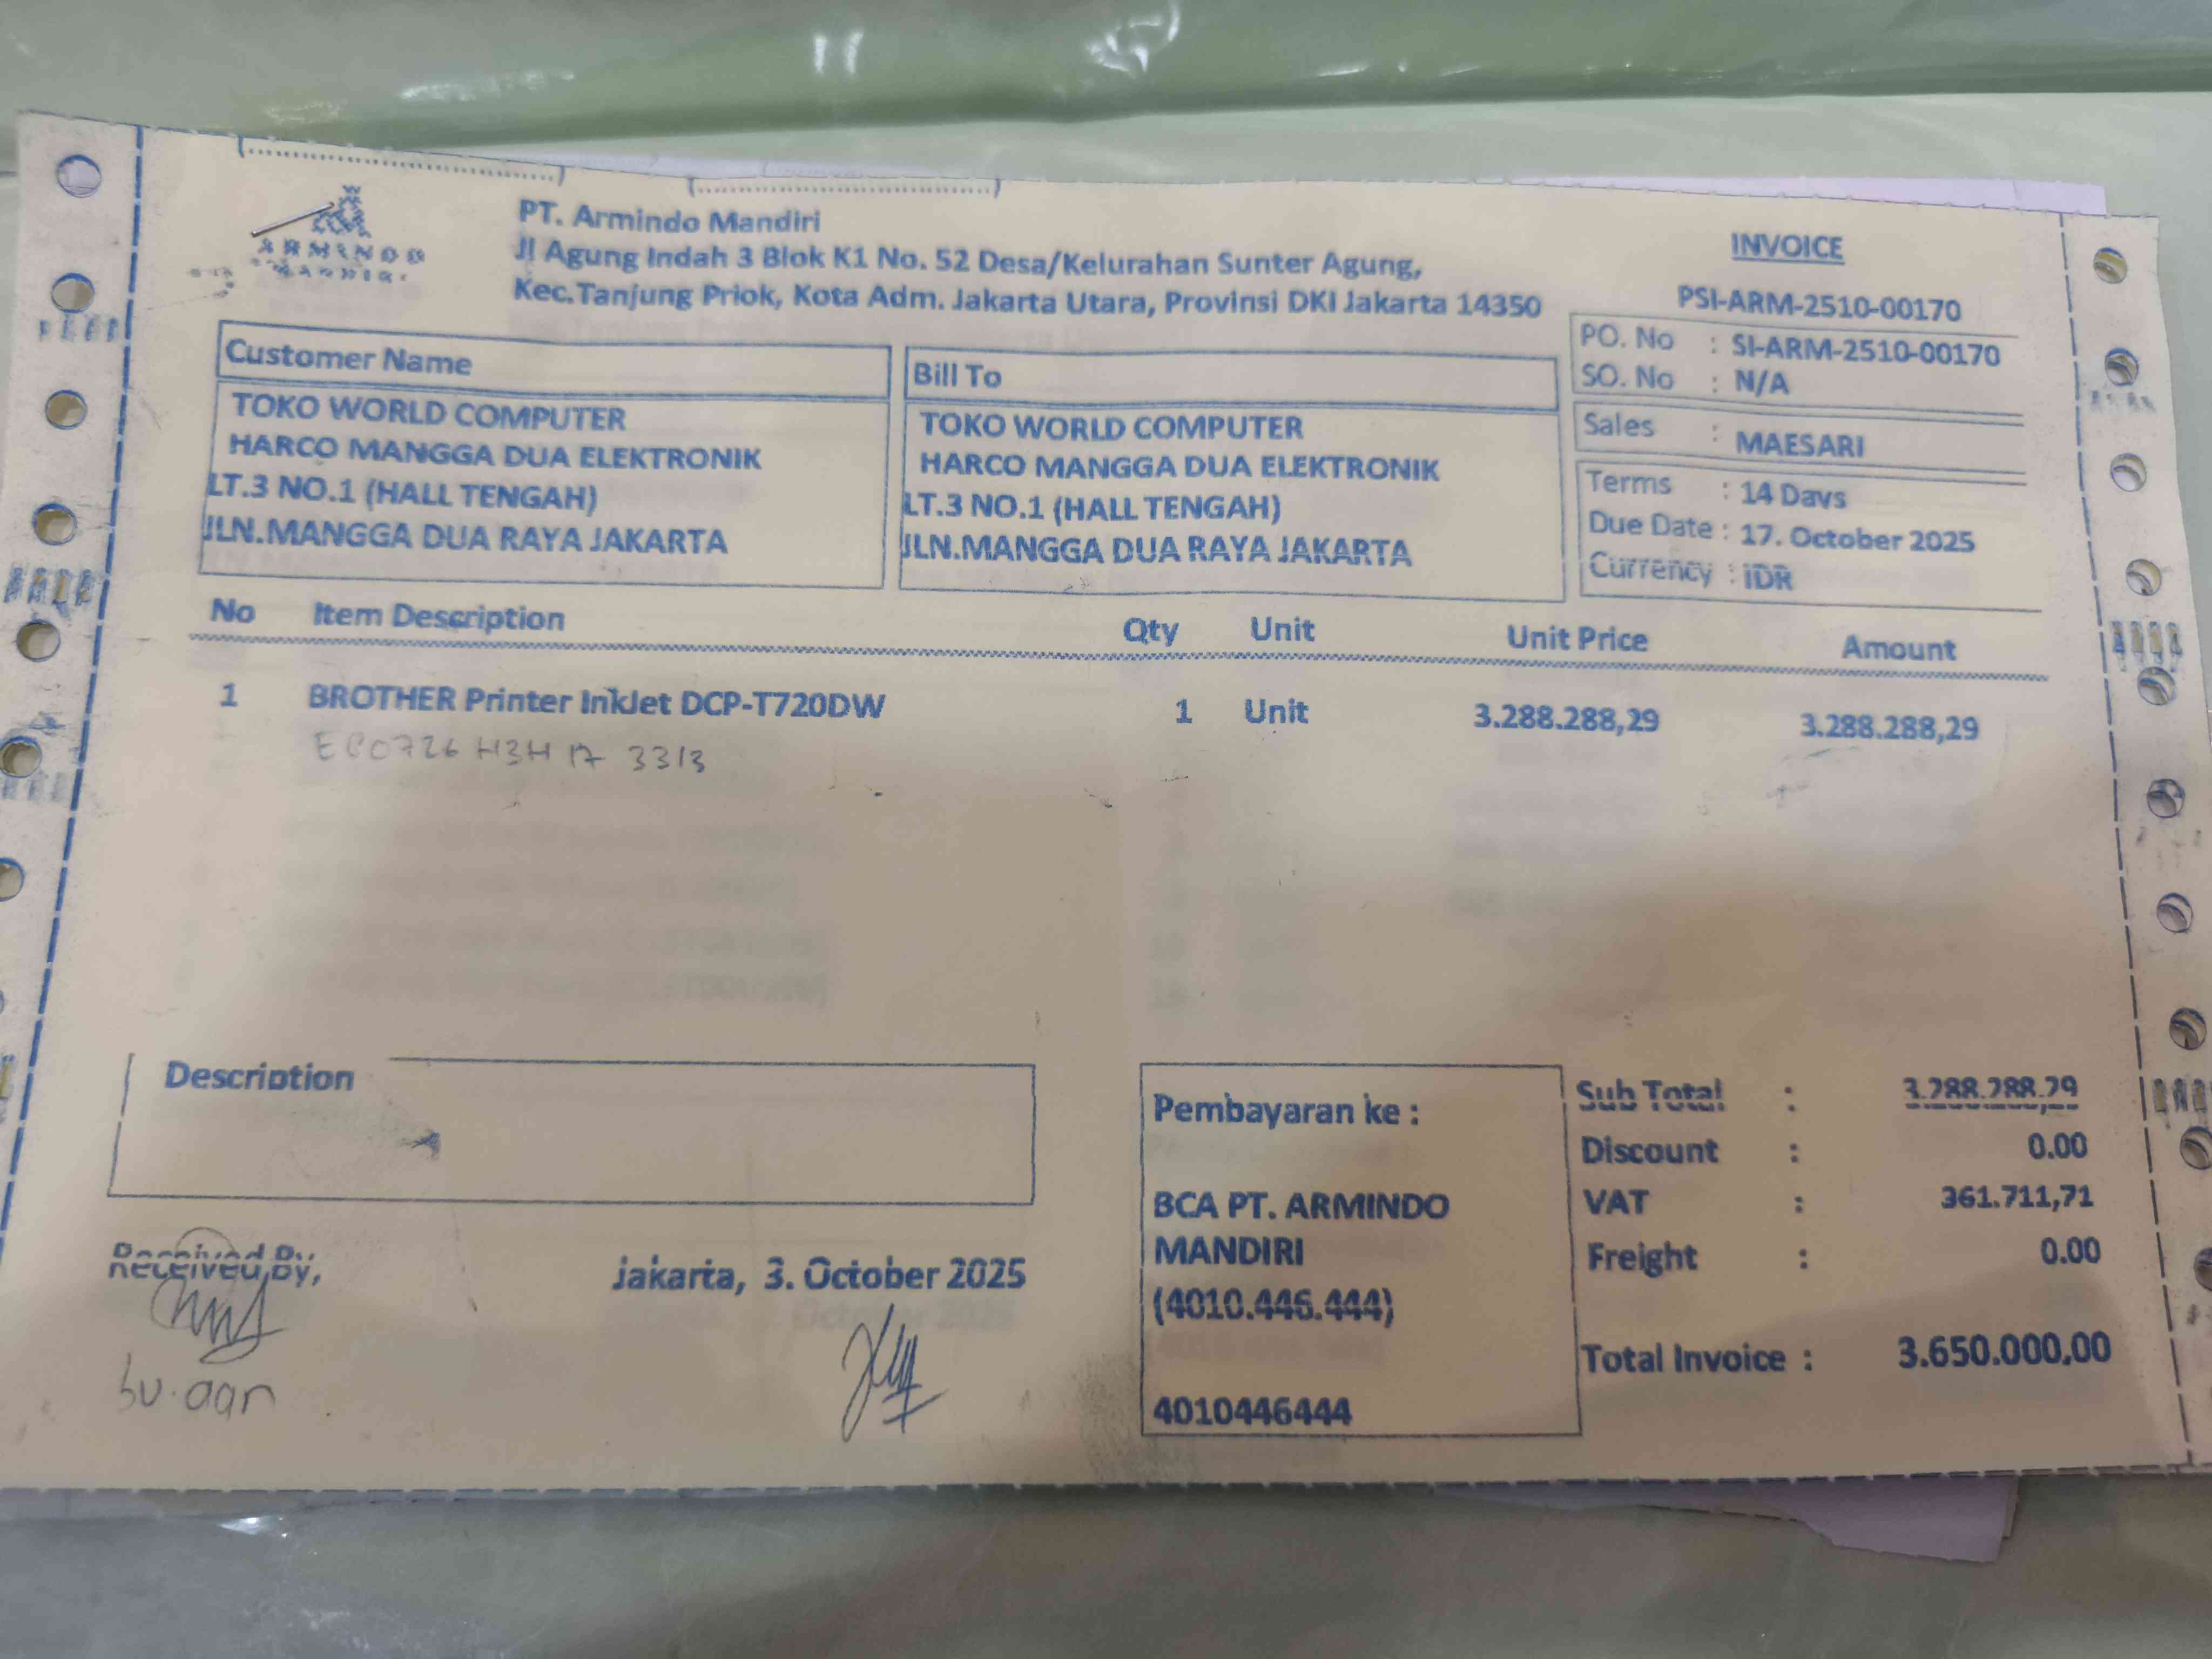 ARMINDO
MANDIRI
PT. Armindo Mandiri
Jl Agung Indah 3 Blok K1 No. 52 Desa/Kelurahan Sunter Agung,
Kec.Tanjung Priok, Kota Adm. Jakarta Utara, Provinsi DKI Jakarta 14350
INVOICE
PSI-ARM-2510-00170
PO. No : SI-ARM-2510-00170
SO. No : N/A
Sales : MAESARI
Terms : 14 Days
Due Date : 17. October 2025
Currency : IDR
Customer Name
TOKO WORLD COMPUTER
HARCO MANGGA DUA ELEKTRONIK
LT.3 NO.1 (HALL TENGAH)
JLN.MANGGA DUA RAYA JAKARTA
Bill To
TOKO WORLD COMPUTER
HARCO MANGGA DUA ELEKTRONIK
LT.3 NO.1 (HALL TENGAH)
JLN.MANGGA DUA RAYA JAKARTA
No Item Description Qty Unit Unit Price Amount
1 BROTHER Printer InkJet DCP-T720DW 1 Unit 3.288.288,29 3.288.288,29
Description
Pembayaran ke :
BCA PT. ARMINDO
MANDIRI
(4010.446.444)
4010446444
Sub Total : 3.288.288,29
Discount : 0.00
VAT : 361.711,71
Freight : 0.00
Total Invoice : 3.650.000,00
Received By,
Jakarta, 3. October 2025